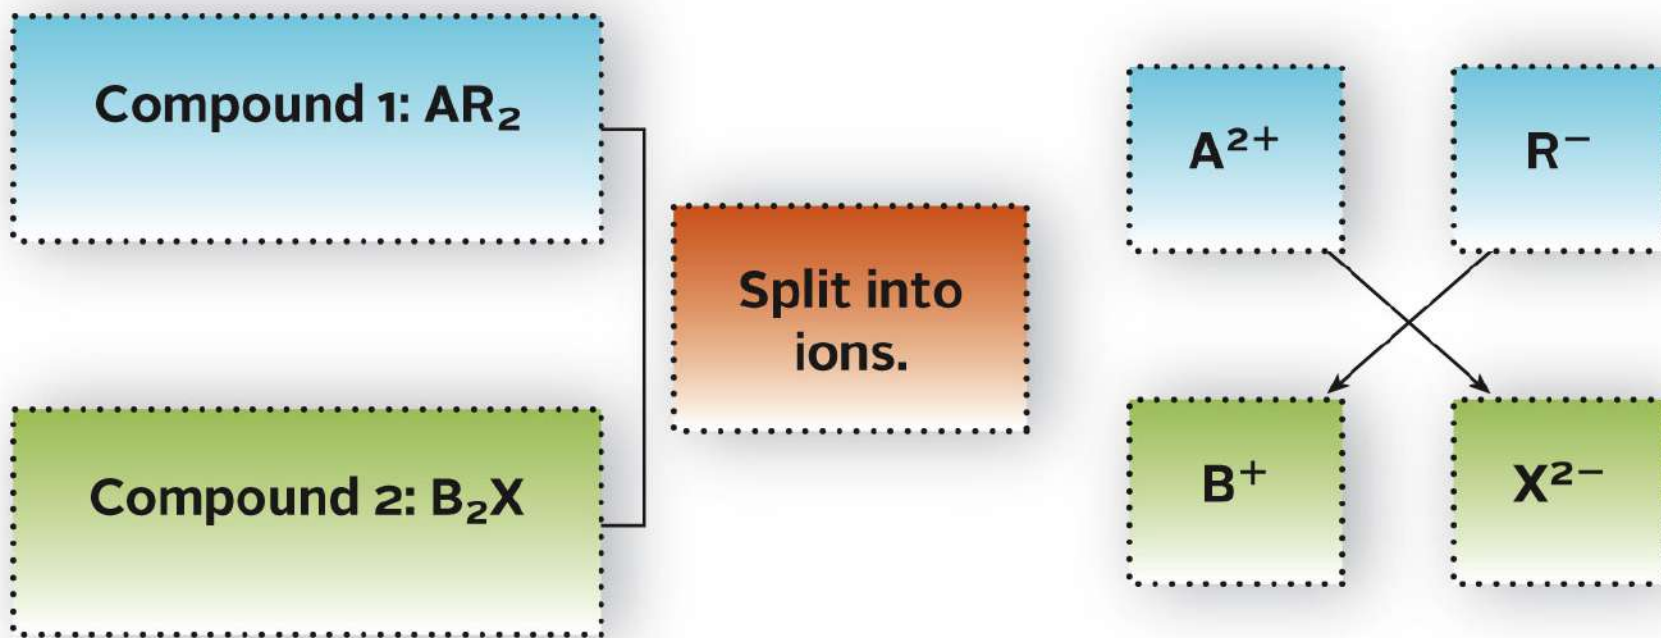 Compound 1: AR₂
A²⁺
R⁻
Split into
ions.
Compound 2: B₂X
B⁺
X²⁻